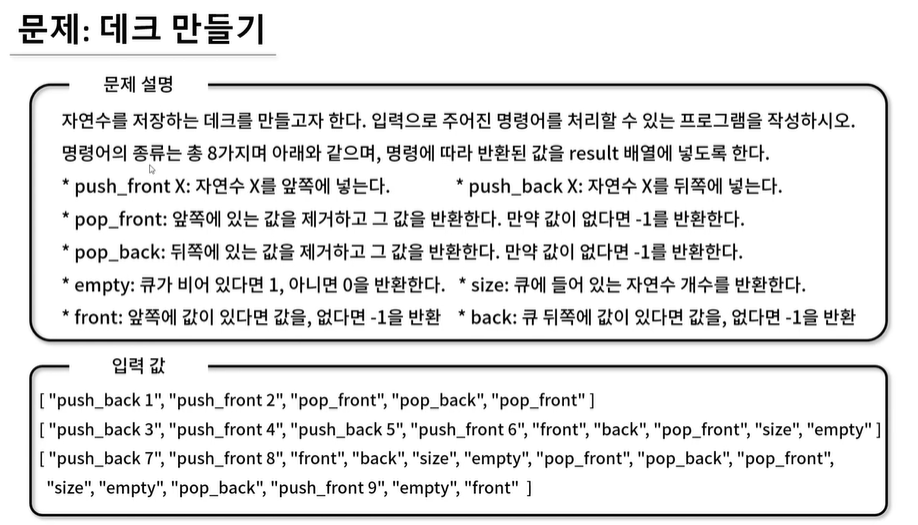 문제: 데크 만들기
문제 설명
자연수를 저장하는 데크를 만들고자 한다. 입력으로 주어진 명령어를 처리할 수 있는 프로그램을 작성하시오.
명령어의 종류는 총 8가지며 아래와 같으며, 명령에 따라 반환된 값을 result 배열에 넣도록 한다.
* push_front X: 자연수 X를 앞쪽에 넣는다. * push_back X: 자연수 X를 뒤쪽에 넣는다.
* pop_front: 앞쪽에 있는 값을 제거하고 그 값을 반환한다. 만약 값이 없다면 -1를 반환한다.
* pop_back: 뒤쪽에 있는 값을 제거하고 그 값을 반환한다. 만약 값이 없다면 -1를 반환한다.
* empty: 큐가 비어 있다면 1, 아니면 0을 반환한다. * size: 큐에 들어 있는 자연수 개수를 반환한다.
* front: 앞쪽에 값이 있다면 값을, 없다면 -1을 반환 * back: 큐 뒤쪽에 값이 있다면 값을, 없다면 -1을 반환
입력 값
[ "push_back 1", "push_front 2", "pop_front", "pop_back", "pop_front" ]
[ "push_back 3", "push_front 4", "push_back 5", "push_front 6", "front", "back", "pop_front", "size", "empty" ]
[ "push_back 7", "push_front 8", "front", "back", "size", "empty", "pop_front", "pop_back", "pop_front",
"size", "empty", "pop_back", "push_front 9", "empty", "front" ]